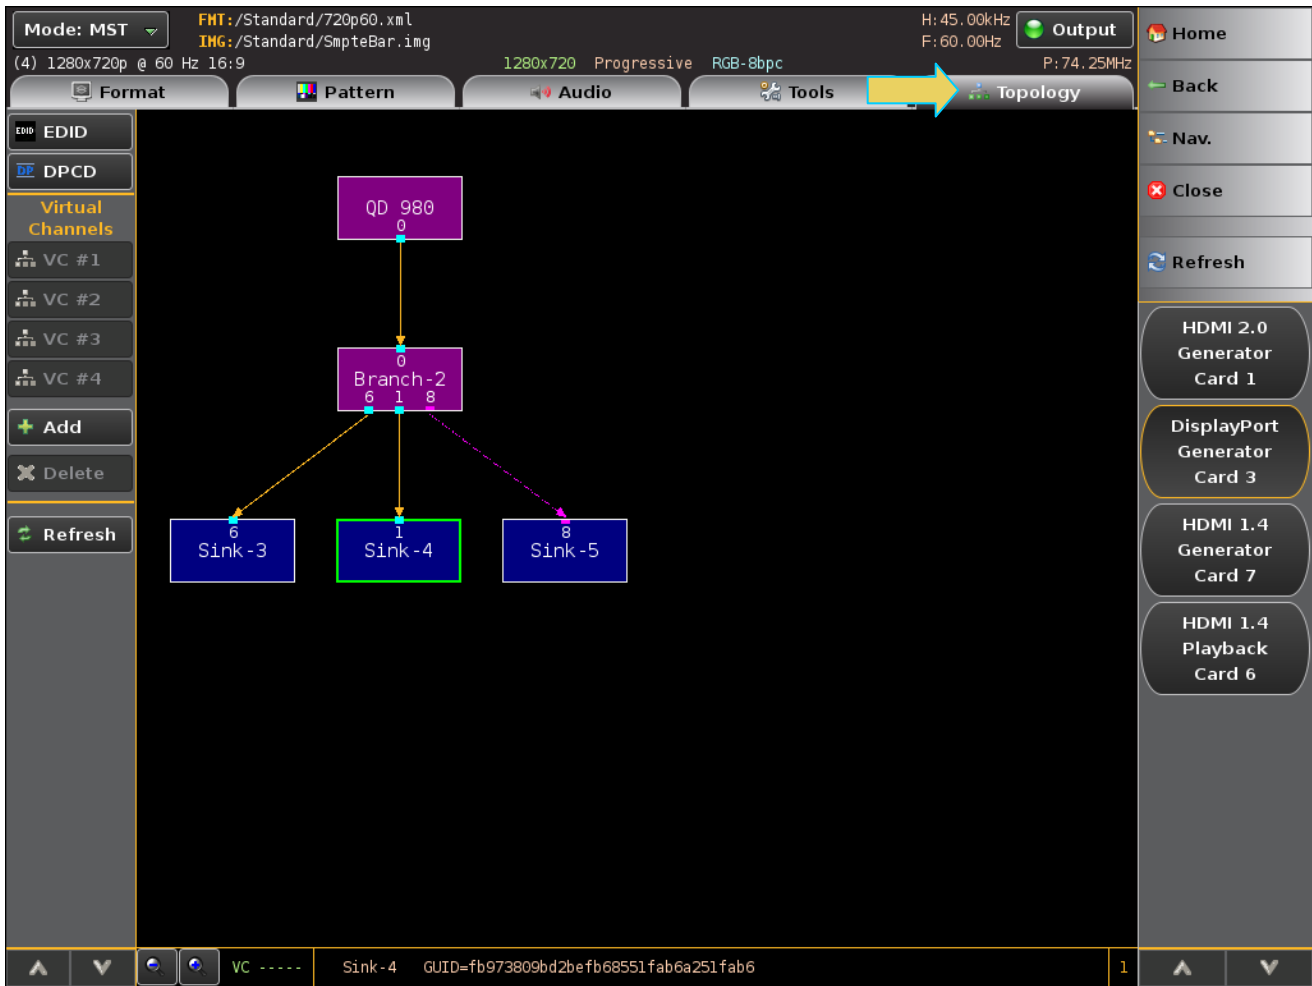 Mode: MST
FMT:/Standard/720p60.xml
IMG:/Standard/SmpteBar.img
H:45.00kHz
F:60.00Hz
Output
(4) 1280x720p @ 60 Hz 16:9
1280x720 Progressive RGB-8bpc
P:74.25MHz
Format
Pattern
Audio
Tools
Topology
EDID EDID
DP DPCD
Virtual
Channels
VC #1
VC #2
VC #3
VC #4
Add
Delete
Refresh
QD 980
0
0
Branch-2
6 1 8
6
Sink-3
1
Sink-4
8
Sink-5
Home
Back
Nav.
Close
Refresh
HDMI 2.0
Generator
Card 1
DisplayPort
Generator
Card 3
HDMI 1.4
Generator
Card 7
HDMI 1.4
Playback
Card 6
VC -----
Sink-4 GUID=fb973809bd2befb68551fab6a251fab6
1